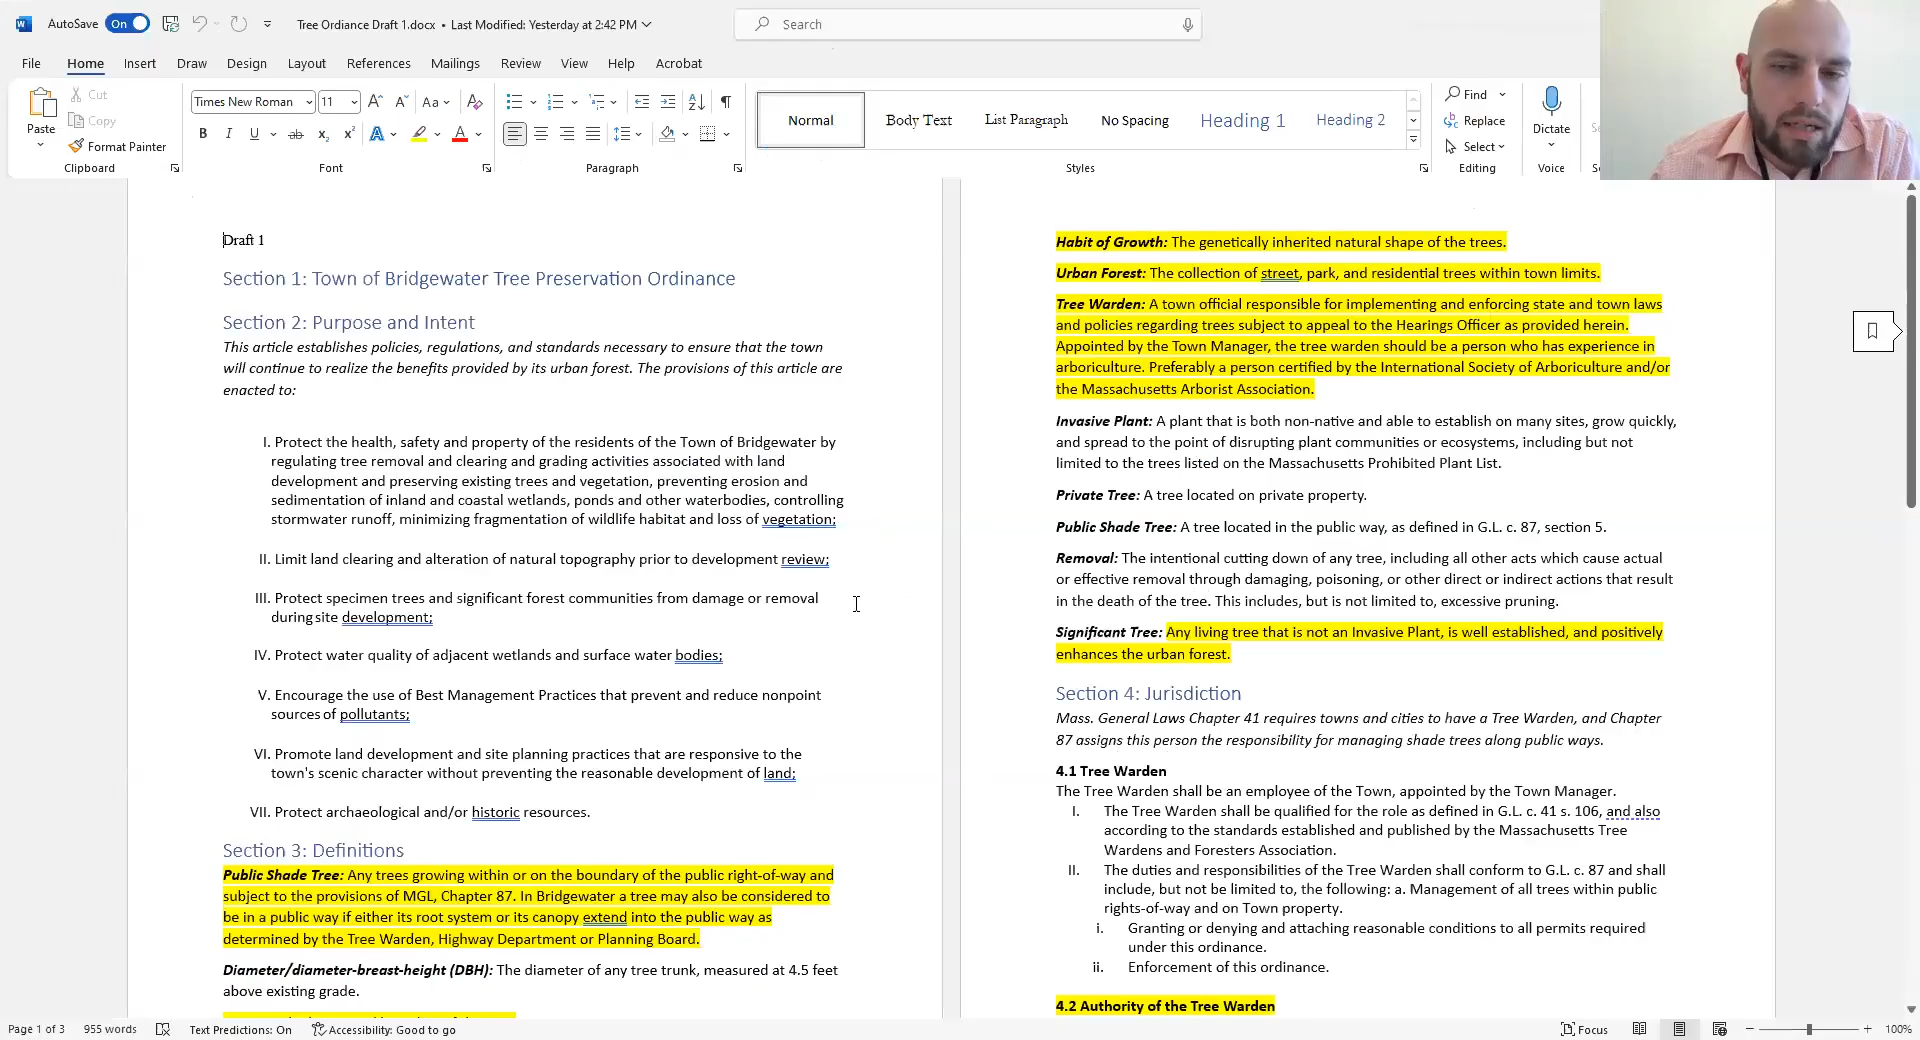 AutoSave On Tree Ordiance Draft 1.docx • Last Modified: Yesterday at 2:42 PM Search
File Home Insert Draw Design Layout References Mailings Review View Help Acrobat
Paste Cut Copy Format Painter
Clipboard
Times New Roman 11 Aa
Font
Paragraph
Normal Body Text List Paragraph No Spacing Heading 1 Heading 2
Styles
Find Replace Select
Editing
Dictate
Voice
Draft 1
Section 1: Town of Bridgewater Tree Preservation Ordinance
Section 2: Purpose and Intent
This article establishes policies, regulations, and standards necessary to ensure that the town
will continue to realize the benefits provided by its urban forest. The provisions of this article are
enacted to:
I. Protect the health, safety and property of the residents of the Town of Bridgewater by
regulating tree removal and clearing and grading activities associated with land
development and preserving existing trees and vegetation, preventing erosion and
sedimentation of inland and coastal wetlands, ponds and other waterbodies, controlling
stormwater runoff, minimizing fragmentation of wildlife habitat and loss of vegetation;
II. Limit land clearing and alteration of natural topography prior to development review;
III. Protect specimen trees and significant forest communities from damage or removal
during site development;
IV. Protect water quality of adjacent wetlands and surface water bodies;
V. Encourage the use of Best Management Practices that prevent and reduce nonpoint
sources of pollutants;
VI. Promote land development and site planning practices that are responsive to the
town's scenic character without preventing the reasonable development of land;
VII. Protect archaeological and/or historic resources.
Section 3: Definitions
Public Shade Tree: Any trees growing within or on the boundary of the public right-of-way and
subject to the provisions of MGL, Chapter 87. In Bridgewater a tree may also be considered to
be in a public way if either its root system or its canopy extend into the public way as
determined by the Tree Warden, Highway Department or Planning Board.
Diameter/diameter-breast-height (DBH): The diameter of any tree trunk, measured at 4.5 feet
above existing grade.
Habit of Growth: The genetically inherited natural shape of the trees.
Urban Forest: The collection of street, park, and residential trees within town limits.
Tree Warden: A town official responsible for implementing and enforcing state and town laws
and policies regarding trees subject to appeal to the Hearings Officer as provided herein.
Appointed by the Town Manager, the tree warden should be a person who has experience in
arboriculture. Preferably a person certified by the International Society of Arboriculture and/or
the Massachusetts Arborist Association.
Invasive Plant: A plant that is both non-native and able to establish on many sites, grow quickly,
and spread to the point of disrupting plant communities or ecosystems, including but not
limited to the trees listed on the Massachusetts Prohibited Plant List.
Private Tree: A tree located on private property.
Public Shade Tree: A tree located in the public way, as defined in G.L. c. 87, section 5.
Removal: The intentional cutting down of any tree, including all other acts which cause actual
or effective removal through damaging, poisoning, or other direct or indirect actions that result
in the death of the tree. This includes, but is not limited to, excessive pruning.
Significant Tree: Any living tree that is not an Invasive Plant, is well established, and positively
enhances the urban forest.
Section 4: Jurisdiction
Mass. General Laws Chapter 41 requires towns and cities to have a Tree Warden, and Chapter
87 assigns this person the responsibility for managing shade trees along public ways.
4.1 Tree Warden
The Tree Warden shall be an employee of the Town, appointed by the Town Manager.
I. The Tree Warden shall be qualified for the role as defined in G.L. c. 41 s. 106, and also
according to the standards established and published by the Massachusetts Tree
Wardens and Foresters Association.
II. The duties and responsibilities of the Tree Warden shall conform to G.L. c. 87 and shall
include, but not be limited to, the following: a. Management of all trees within public
rights-of-way and on Town property.
i. Granting or denying and attaching reasonable conditions to all permits required
under this ordinance.
ii. Enforcement of this ordinance.
4.2 Authority of the Tree Warden
Page 1 of 3 955 words Text Predictions: On Accessibility: Good to go Focus 100%